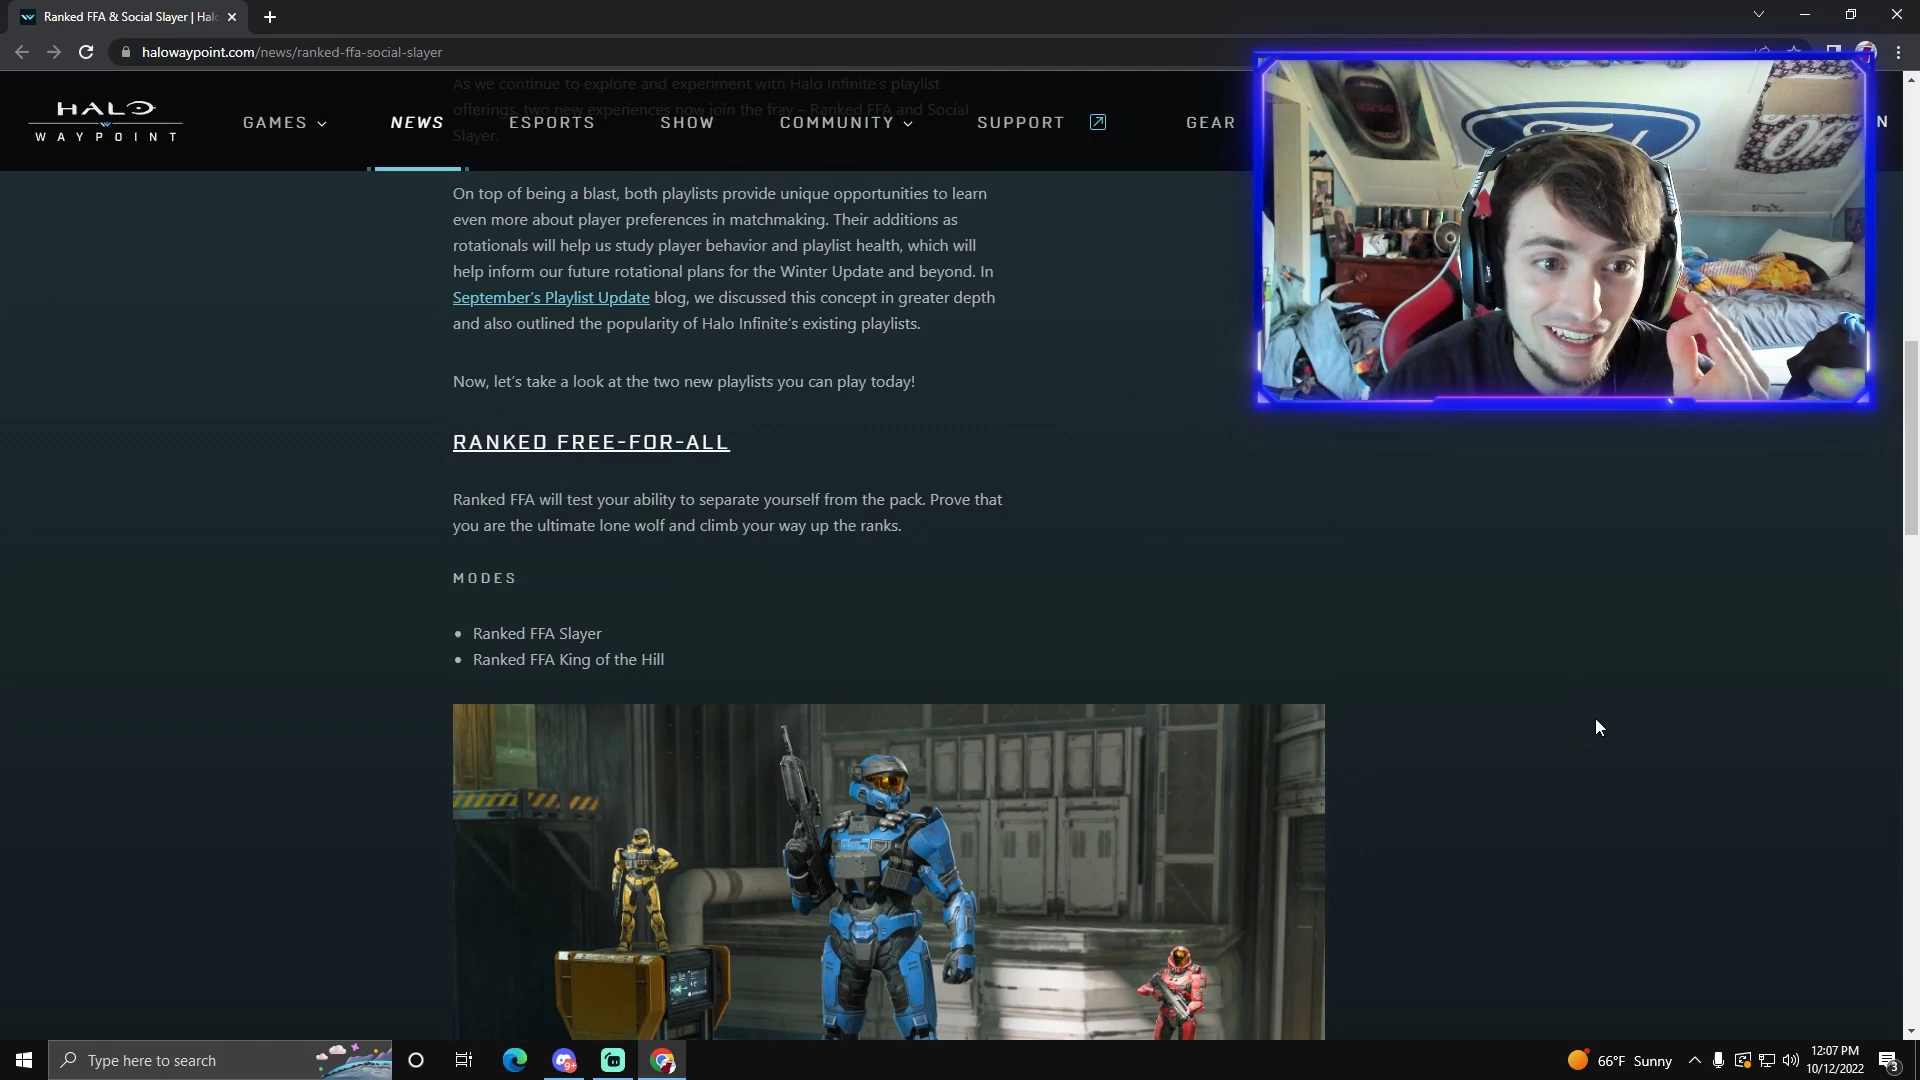 Ranked FFA & Social Slayer | Hal
halowaypoint.com/news/ranked-ffa-social-slayer
As we continue to explore and experiment with Halo Infinite's playlist
offerings, two new experiences now join the fray – Ranked FFA and Social
Slayer.
HALO
WAYPOINT
GAMES
NEWS
ESPORTS
SHOW
COMMUNITY
SUPPORT
GEAR
N
On top of being a blast, both playlists provide unique opportunities to learn
even more about player preferences in matchmaking. Their additions as
rotationals will help us study player behavior and playlist health, which will
help inform our future rotational plans for the Winter Update and beyond. In
September's Playlist Update blog, we discussed this concept in greater depth
and also outlined the popularity of Halo Infinite's existing playlists.
Now, let's take a look at the two new playlists you can play today!
RANKED FREE-FOR-ALL
Ranked FFA will test your ability to separate yourself from the pack. Prove that
you are the ultimate lone wolf and climb your way up the ranks.
MODES
• Ranked FFA Slayer
• Ranked FFA King of the Hill
Type here to search
9+
66°F Sunny
12:07 PM
10/12/2022
3